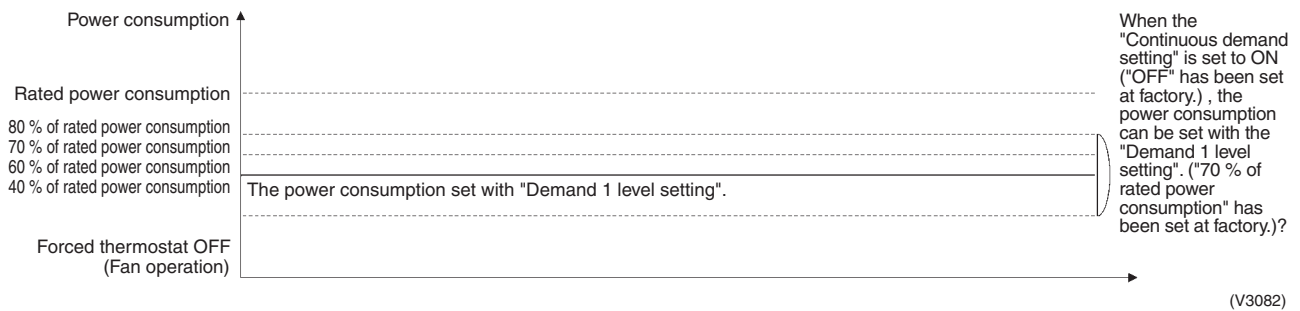 Power consumption
Rated power consumption
80 % of rated power consumption
70 % of rated power consumption
60 % of rated power consumption
40 % of rated power consumption
The power consumption set with "Demand 1 level setting".
Forced thermostat OFF
(Fan operation)
When the
"Continuous demand
setting" is set to ON
("OFF" has been set
at factory.) , the
power consumption
can be set with the
"Demand 1 level
setting". ("70 % of
rated power
consumption" has
been set at factory.)?
(V3082)